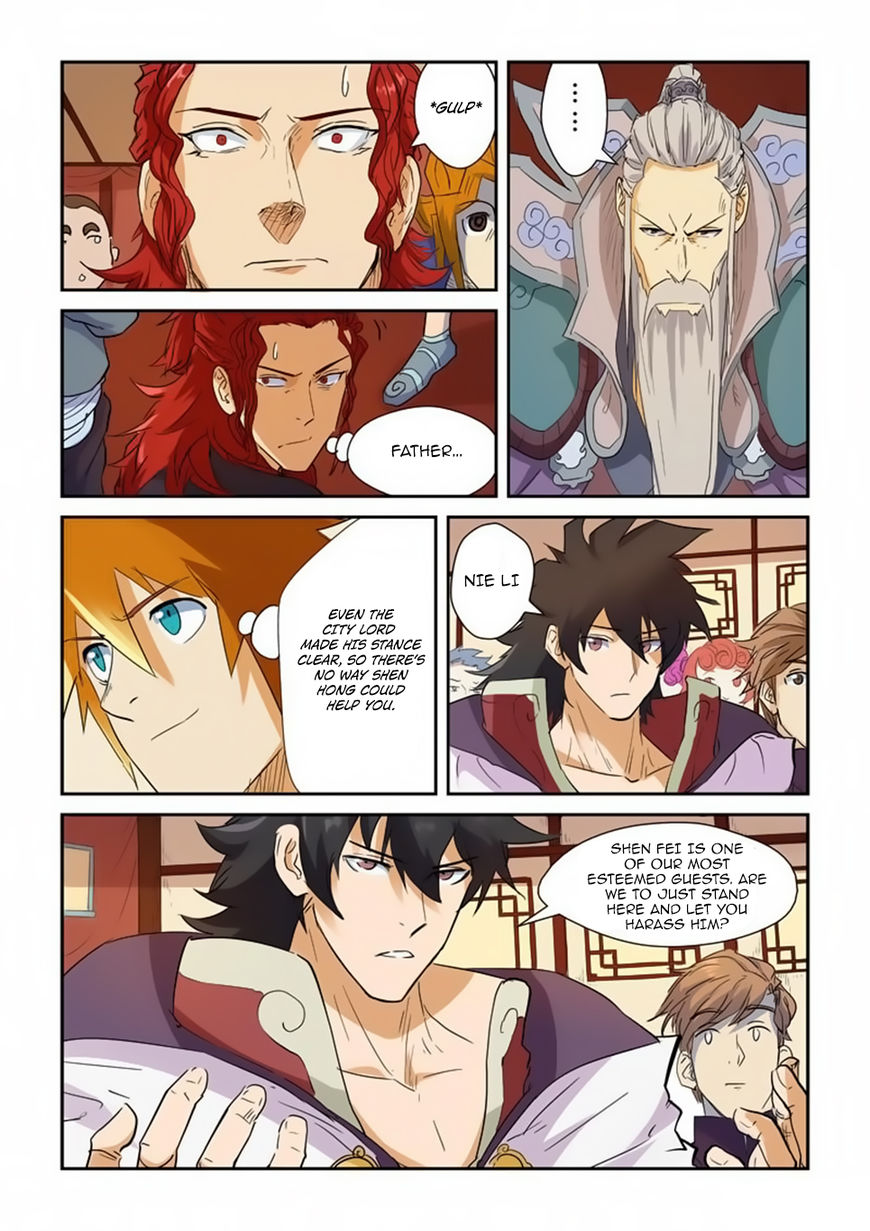 *GULP*
......
FATHER...
EVEN THE
CITY LORD
MADE HIS STANCE
CLEAR, SO THERE'S
NO WAY SHEN
HONG COULD
HELP YOU.
NIE LI
SHEN FEI IS ONE
OF OUR MOST
ESTEEMED GUESTS. ARE
WE TO JUST STAND
HERE AND LET YOU
HARASS HIM?